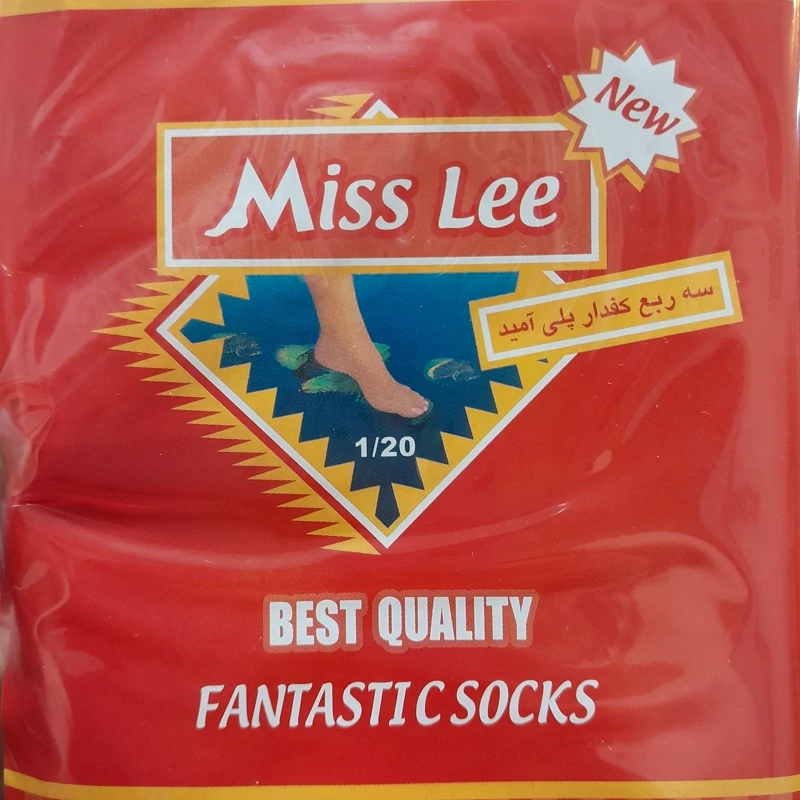 New
Miss Lee
سه ربع کفدار پلی آمید
1/20
BEST QUALITY
FANTASTIC SOCKS